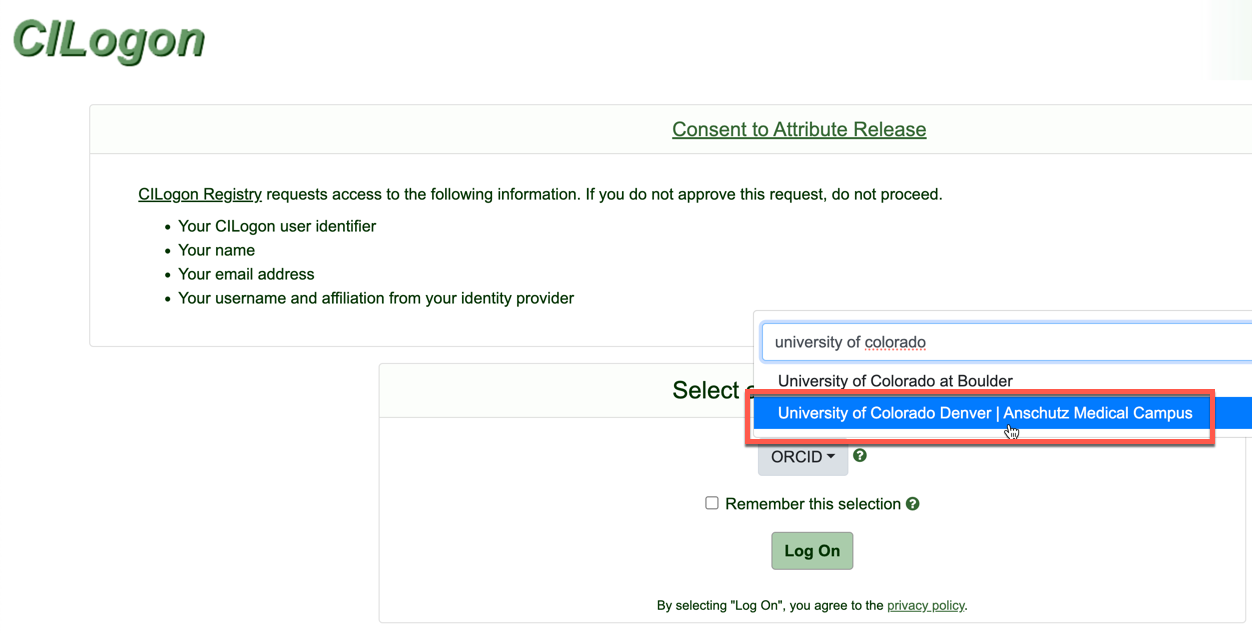 CILogon
Consent to Attribute Release
CILogon Registry requests access to the following information. If you do not approve this request, do not proceed.
• Your CILogon user identifier
• Your name
• Your email address
• Your username and affiliation from your identity provider
university of colorado
University of Colorado at Boulder
Select
University of Colorado Denver | Anschutz Medical Campus
ORCID
Remember this selection
Log On
By selecting "Log On", you agree to the privacy policy.